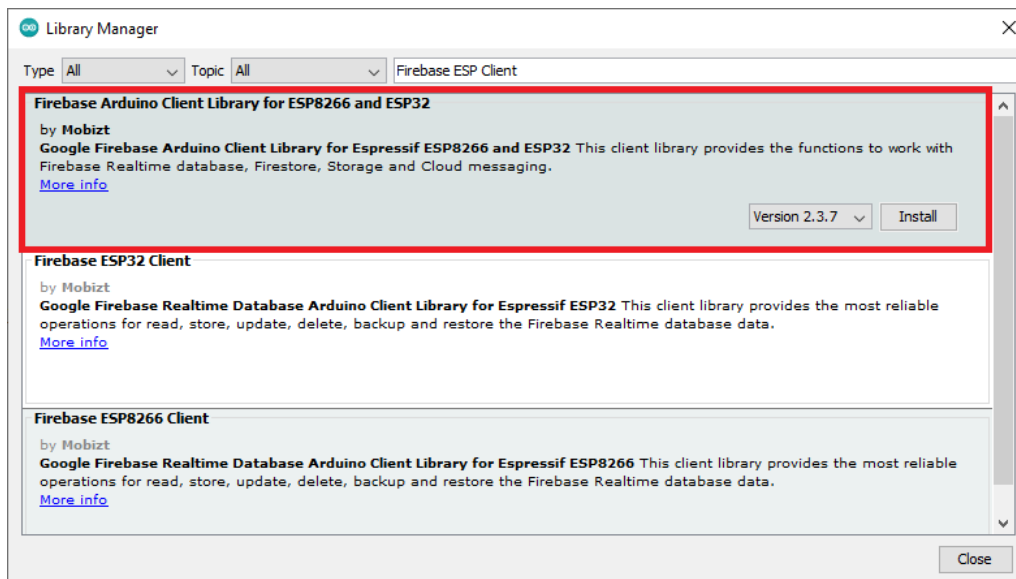 Library Manager
Type All Topic All Firebase ESP Client
Firebase Arduino Client Library for ESP8266 and ESP32
by Mobizt
Google Firebase Arduino Client Library for Espressif ESP8266 and ESP32 This client library provides the functions to work with
Firebase Realtime database, Firestore, Storage and Cloud messaging.
More info
Version 2.3.7 Install
Firebase ESP32 Client
by Mobizt
Google Firebase Realtime Database Arduino Client Library for Espressif ESP32 This client library provides the most reliable
operations for read, store, update, delete, backup and restore the Firebase Realtime database data.
More info
Firebase ESP8266 Client
by Mobizt
Google Firebase Realtime Database Arduino Client Library for Espressif ESP8266 This client library provides the most reliable
operations for read, store, update, delete, backup and restore the Firebase Realtime database data.
More info
Close